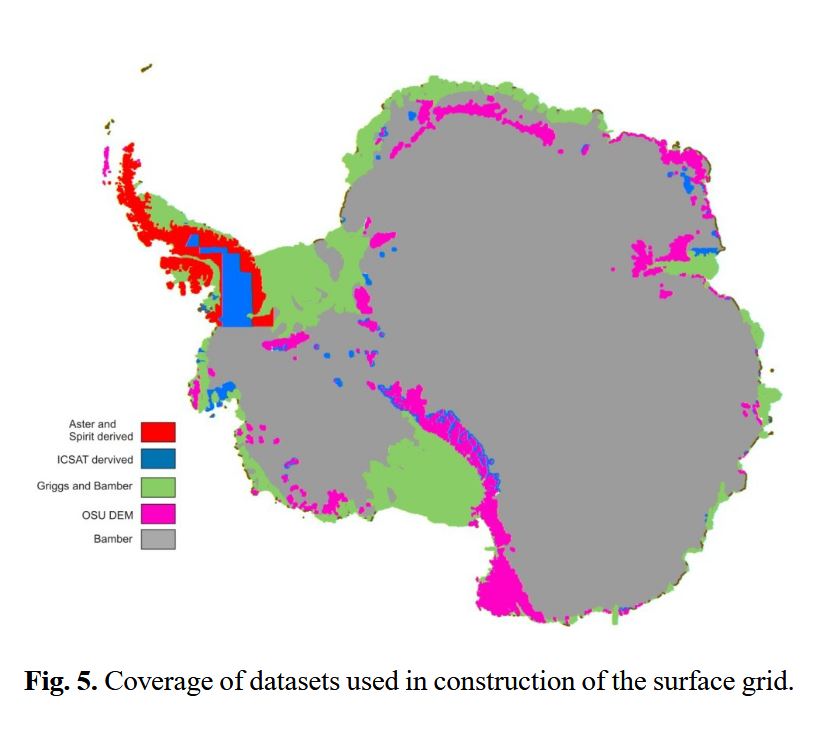 Aster and
Spirit derived
ICSAT dervived
Griggs and Bamber
OSU DEM
Bamber
Fig. 5. Coverage of datasets used in construction of the surface grid.